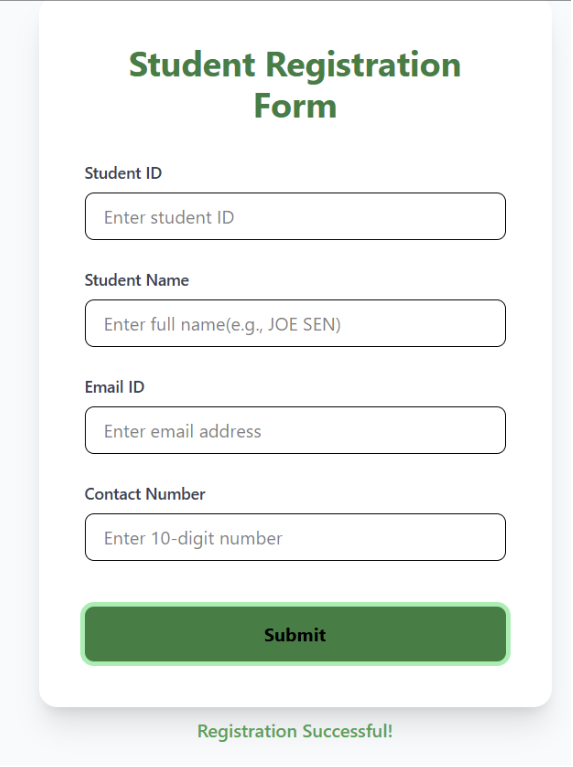 Student Registration
Form
Student ID
Enter student ID
Student Name
Enter full name(e.g., JOE SEN)
Email ID
Enter email address
Contact Number
Enter 10-digit number
Submit
Registration Successful!